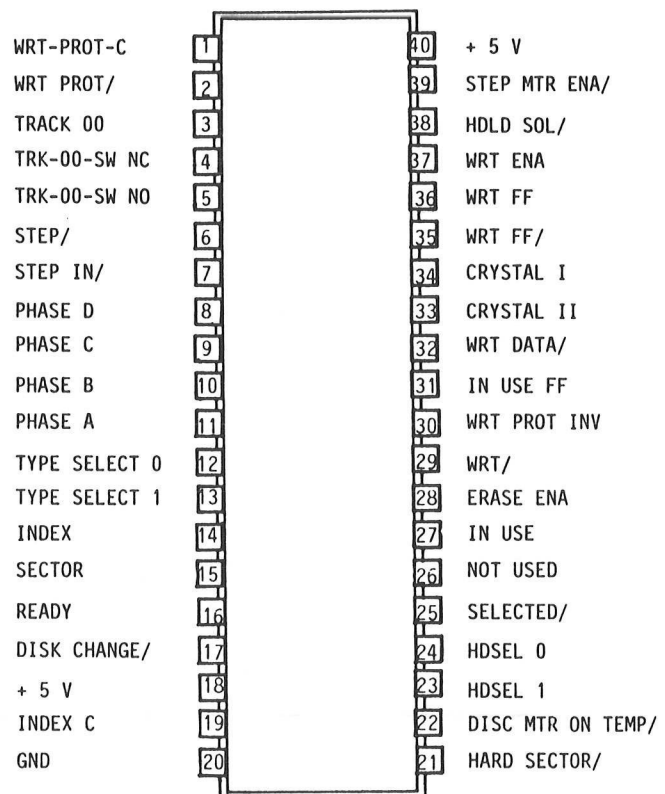 WRT-PROT-C 1 40 + 5 V
WRT PROT/ 2 39 STEP MTR ENA/
TRACK 00 3 38 HDLD SOL/
TRK-00-SW NC 4 37 WRT ENA
TRK-00-SW NO 5 36 WRT FF
STEP/ 6 35 WRT FF/
STEP IN/ 7 34 CRYSTAL I
PHASE D 8 33 CRYSTAL II
PHASE C 9 32 WRT DATA/
PHASE B 10 31 IN USE FF
PHASE A 11 30 WRT PROT INV
TYPE SELECT 0 12 29 WRT/
TYPE SELECT 1 13 28 ERASE ENA
INDEX 14 27 IN USE
SECTOR 15 26 NOT USED
READY 16 25 SELECTED/
DISK CHANGE/ 17 24 HDSEL 0
+ 5 V 18 23 HDSEL 1
INDEX C 19 22 DISC MTR ON TEMP/
GND 20 21 HARD SECTOR/